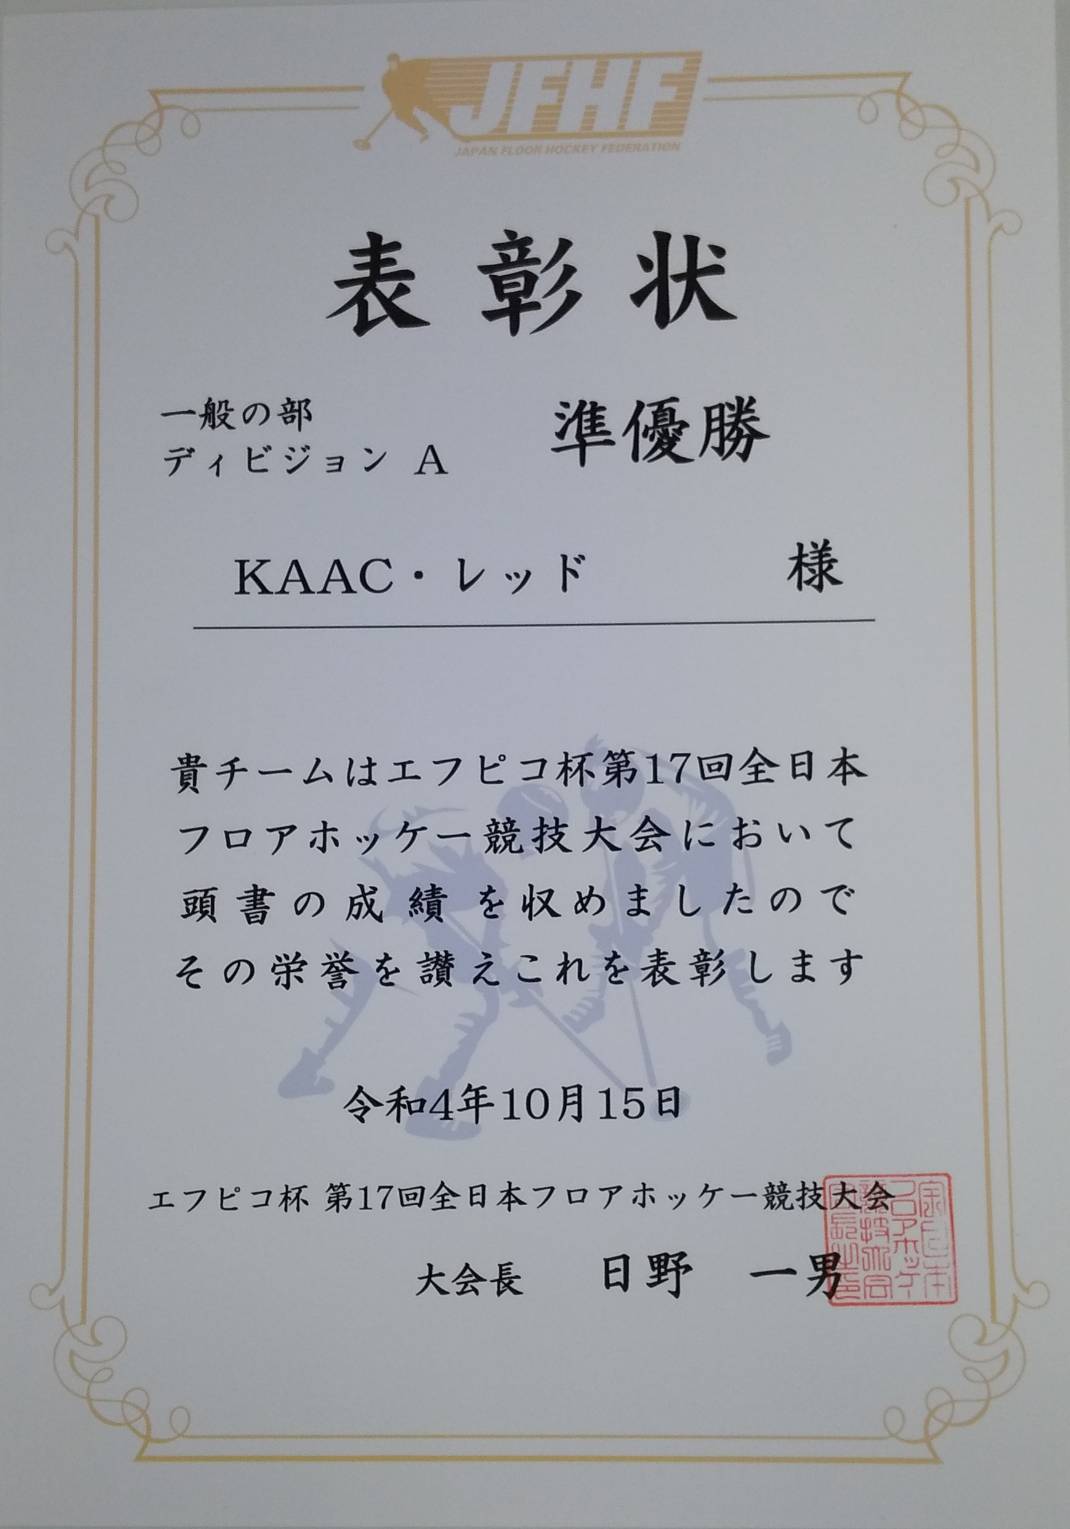 JFHF
JAPAN FLOOR HOCKEY FEDERATION
表彰状
一般の部
ディビジョン A
準優勝
KAAC・レッド 様
貴チームはエフピコ杯第17回全日本
フロアホッケー競技大会において
頭書の成績を収めましたので
その栄誉を讃えこれを表彰します
令和4年10月15日
エフピコ杯 第17回全日本フロアホッケー競技大会
大会長 日野 一男